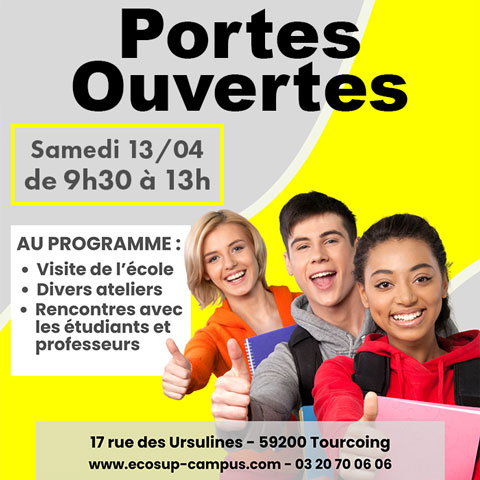 Portes
Ouvertes
Samedi 13/04
de 9h30 à 13h
AU PROGRAMME :
• Visite de l'école
• Divers ateliers
• Rencontres avec
les étudiants et
professeurs
17 rue des Ursulines - 59200 Tourcoing
www.ecosup-campus.com - 03 20 70 06 06